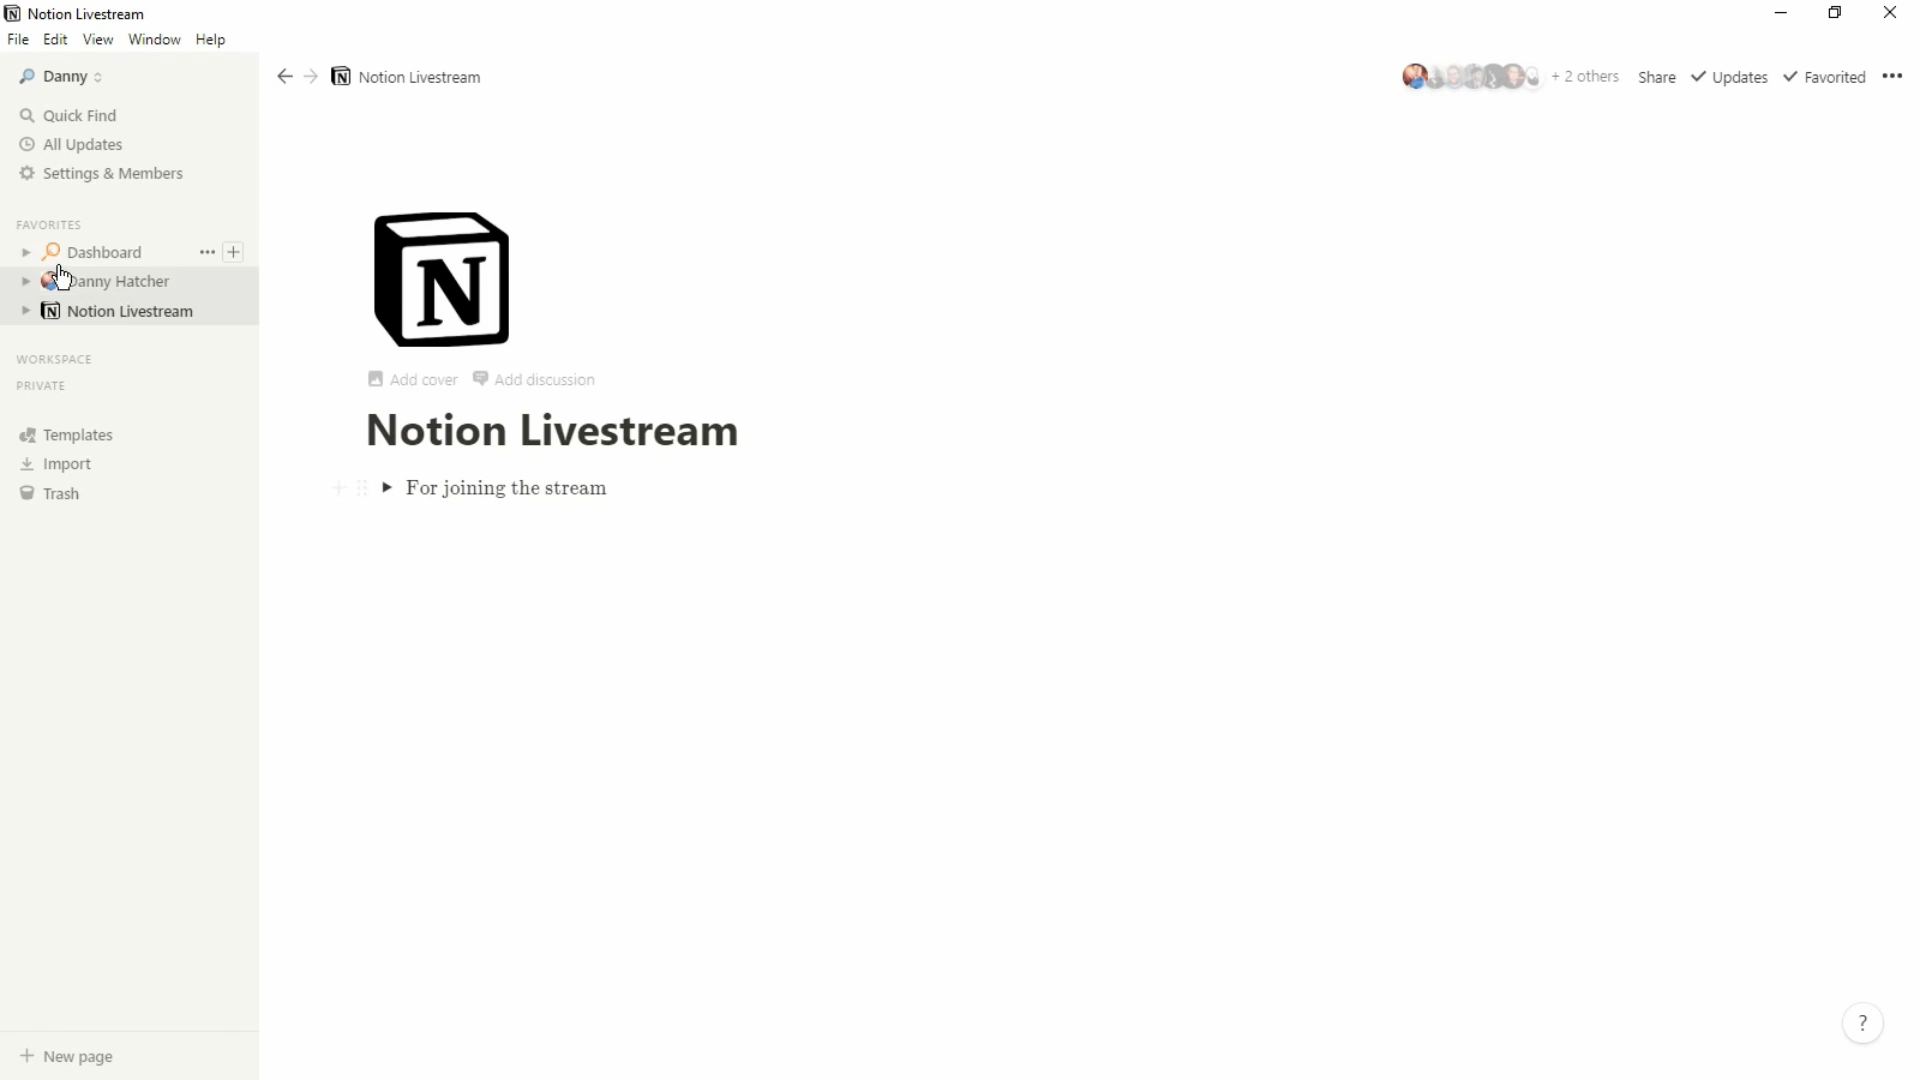 Notion Livestream
File Edit View Window Help
Danny
Notion Livestream
+ 2 others Share Updates Favorited
Quick Find
All Updates
Settings & Members
FAVORITES
Dashboard
Danny Hatcher
Notion Livestream
WORKSPACE
PRIVATE
Templates
Import
Trash
New page
N
Add cover Add discussion
Notion Livestream
For joining the stream
?